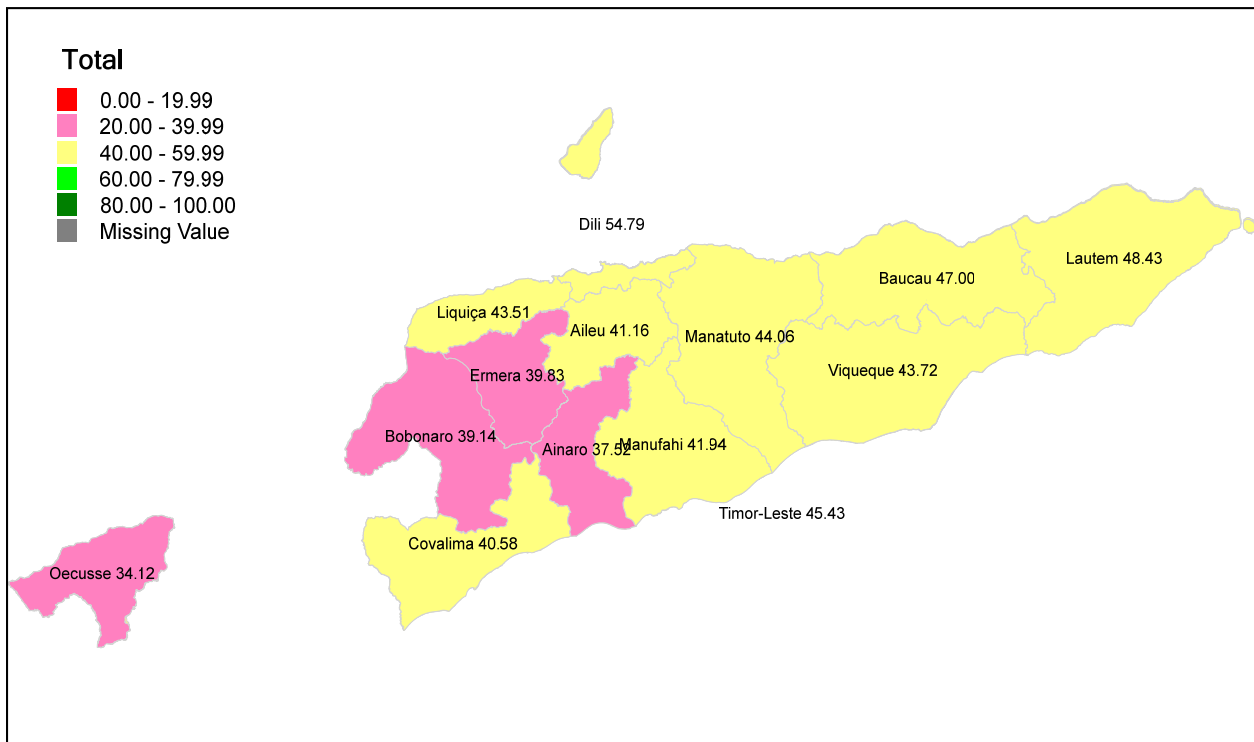 Total
0.00 - 19.99
20.00 - 39.99
40.00 - 59.99
60.00 - 79.99
80.00 - 100.00
Missing Value
Dili 54.79
Lautem 48.43
Baucau 47.00
Liquiça 43.51
Aileu 41.16
Manatuto 44.06
Viqueque 43.72
Ermera 39.83
Bobonaro 39.14
Ainaro 37.52
Manufahi 41.94
Timor-Leste 45.43
Covalima 40.58
Oecusse 34.12